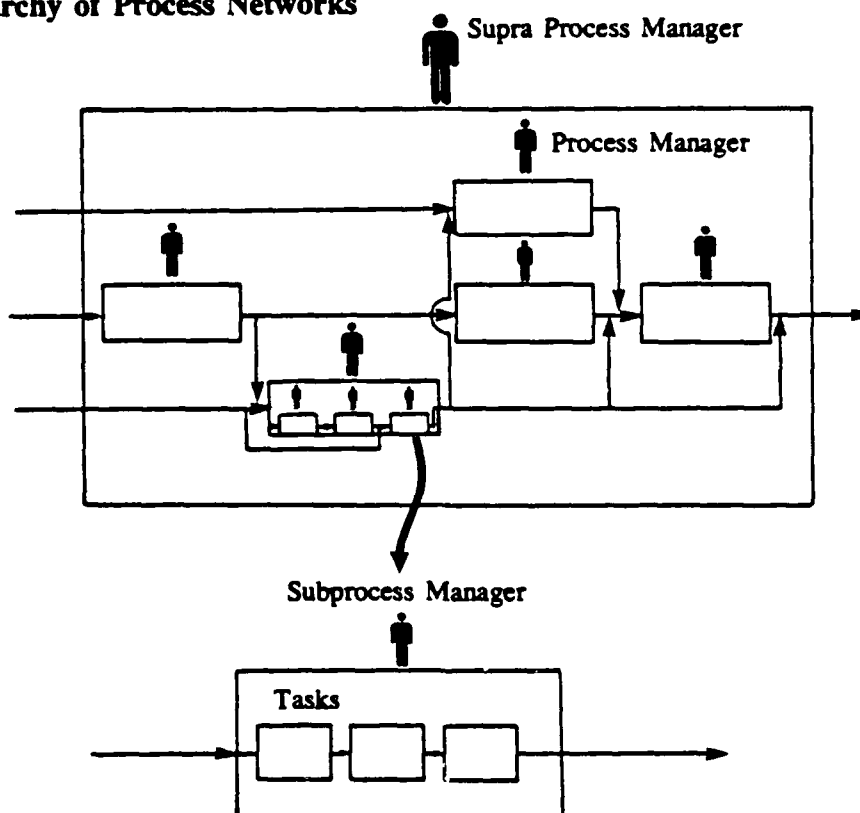 archy of Process Networks
Supra Process Manager
Process Manager
Subprocess Manager
Tasks